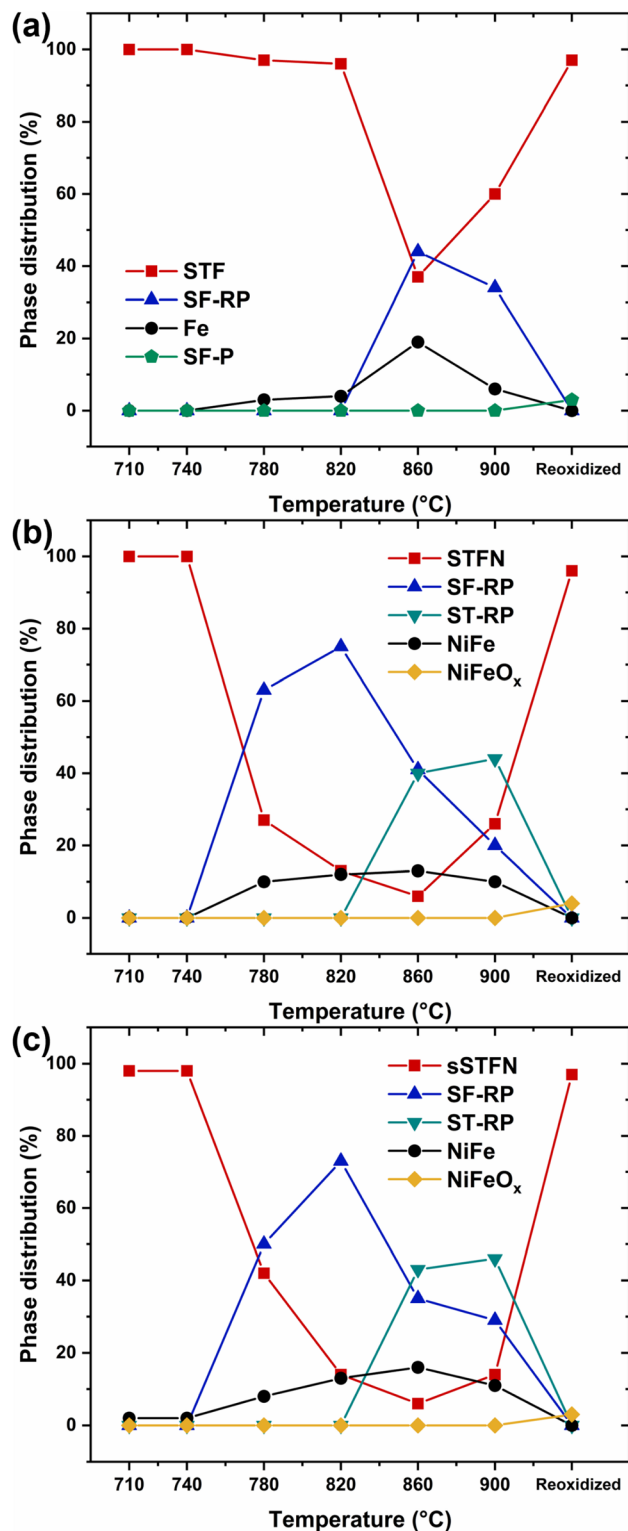 (a)
100
80
60
40
20
0
Phase distribution (%)
STF
SF-RP
Fe
SF-P
710 740 780 820 860 900 Reoxidized
Temperature (°C)
(b)
100
80
60
40
20
0
Phase distribution (%)
STFN
SF-RP
ST-RP
NiFe
NiFeOₓ
710 740 780 820 860 900 Reoxidized
Temperature (°C)
(c)
100
80
60
40
20
0
Phase distribution (%)
sSTFN
SF-RP
ST-RP
NiFe
NiFeOₓ
710 740 780 820 860 900 Reoxidized
Temperature (°C)